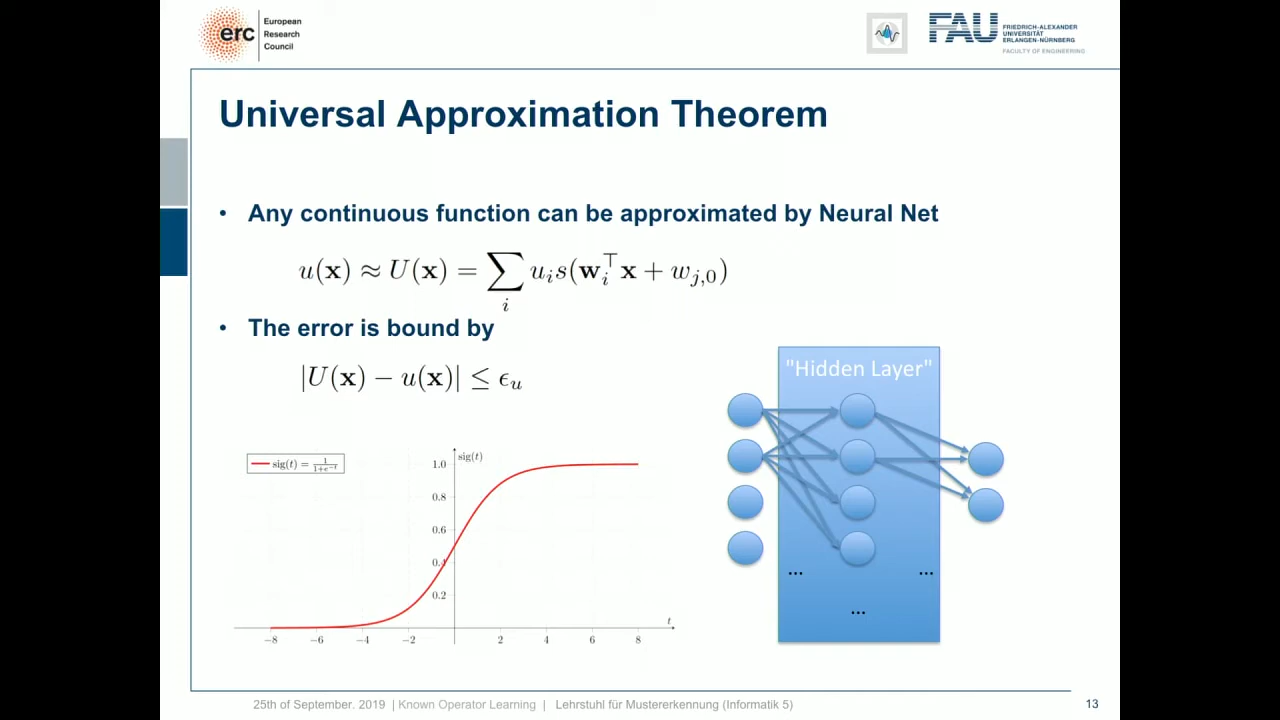 erc
European
Research
Council
FAU
FRIEDRICH-ALEXANDER
UNIVERSITÄT
ERLANGEN-NÜRNBERG
FACULTY OF ENGINEERING
Universal Approximation Theorem
• Any continuous function can be approximated by Neural Net
u(x) ≈ U(x) = ∑_i u_i s(w_i^⊤ x + w_{j,0})
• The error is bound by
|U(x) − u(x)| ≤ ϵ_u
"Hidden Layer"
... ...
...
sig(t) = 1/(1+e^{−t})
sig(t)
1.0
0.8
0.6
0.4
0.2
t
−8 −6 −4 −2 2 4 6 8
25th of September. 2019 | Known Operator Learning | Lehrstuhl für Mustererkennung (Informatik 5)
13